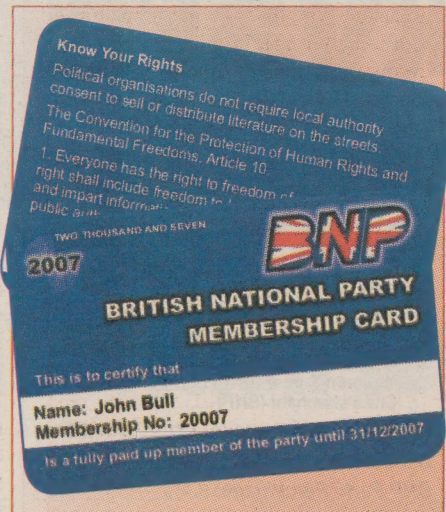 Know Your Rights
Political organisations do not require local authority
consent to sell or distribute literature on the streets.
The Convention for the Protection of Human Rights and
Fundamental Freedoms. Article 10
1. Everyone has the right to freedom of
right shall include freedom to
and impart
public
TWO THOUSAND AND SEVEN
2007
BNP
BRITISH NATIONAL PARTY
MEMBERSHIP CARD
This is to certify that
Name: John Bull
Membership No: 20007
Is a fully paid up member of the party until 31/12/2007